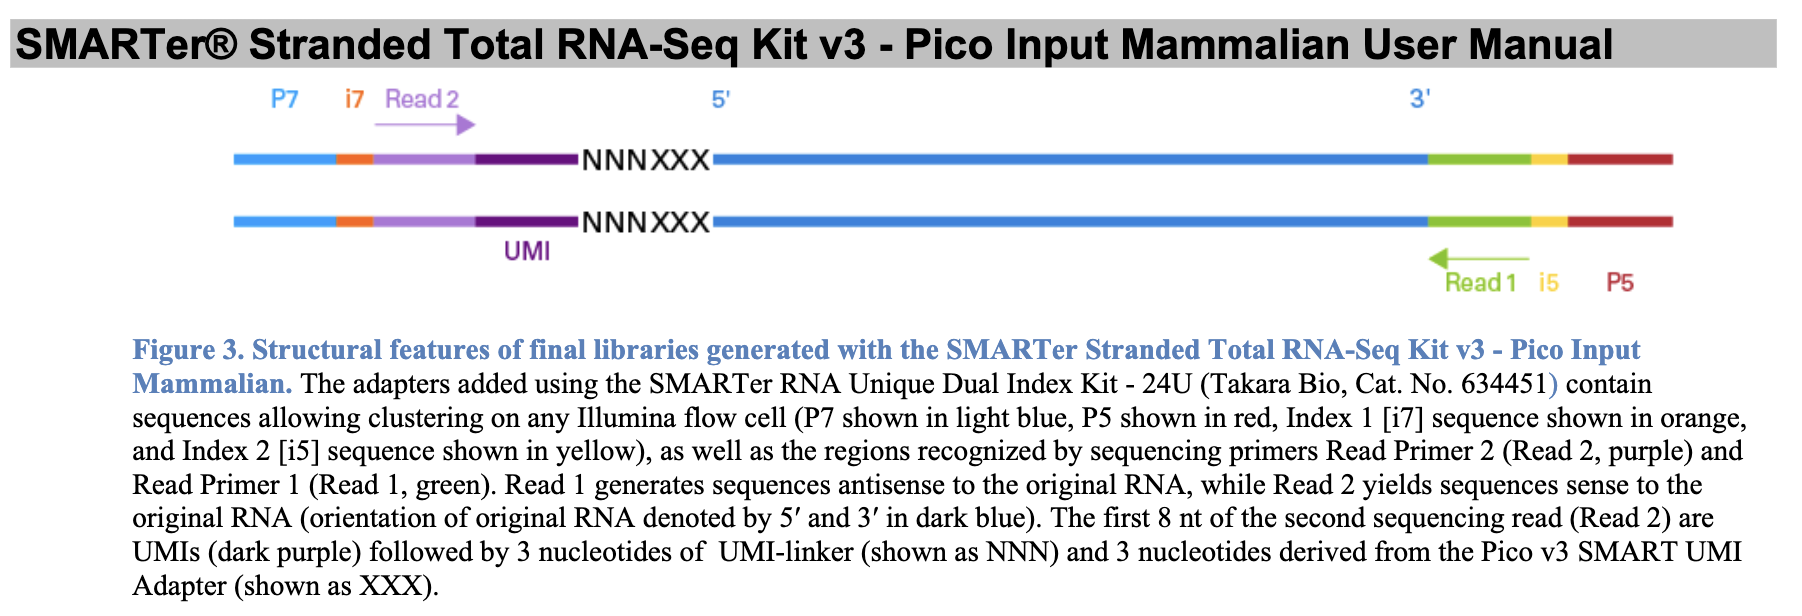 SMARTer® Stranded Total RNA-Seq Kit v3 - Pico Input Mammalian User Manual
P7 i7 Read 2 5' 3'
NNNXXX
NNNXXX
UMI
Read 1 i5 P5
Figure 3. Structural features of final libraries generated with the SMARTer Stranded Total RNA-Seq Kit v3 - Pico Input
Mammalian. The adapters added using the SMARTer RNA Unique Dual Index Kit - 24U (Takara Bio, Cat. No. 634451) contain
sequences allowing clustering on any Illumina flow cell (P7 shown in light blue, P5 shown in red, Index 1 [i7] sequence shown in orange,
and Index 2 [i5] sequence shown in yellow), as well as the regions recognized by sequencing primers Read Primer 2 (Read 2, purple) and
Read Primer 1 (Read 1, green). Read 1 generates sequences antisense to the original RNA, while Read 2 yields sequences sense to the
original RNA (orientation of original RNA denoted by 5′ and 3′ in dark blue). The first 8 nt of the second sequencing read (Read 2) are
UMIs (dark purple) followed by 3 nucleotides of UMI-linker (shown as NNN) and 3 nucleotides derived from the Pico v3 SMART UMI
Adapter (shown as XXX).